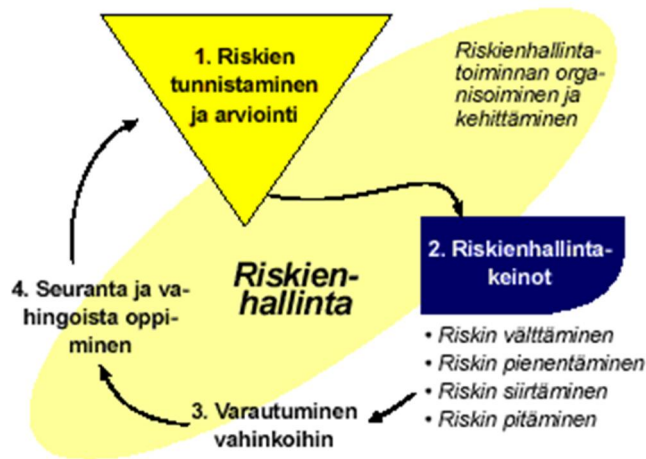 1. Riskien
tunnistaminen
ja arviointi
Riskienhallinta-
toiminnan orga-
nisoiminen ja
kehittäminen
2. Riskienhallinta-
keinot
• Riskin välttäminen
• Riskin pienentäminen
• Riskin siirtäminen
• Riskin pitäminen
3. Varautuminen
vahinkoihin
4. Seuranta ja va-
hingoista oppi-
minen
Riskien-
hallinta